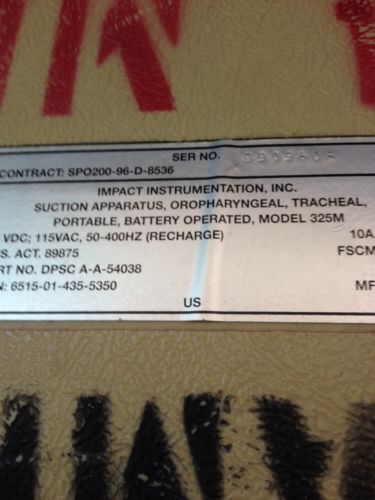 SER NO.
CONTRACT: SPO200-96-D-8536
IMPACT INSTRUMENTATION, INC.
SUCTION APPARATUS, OROPHARYNGEAL, TRACHEAL,
PORTABLE, BATTERY OPERATED, MODEL 325M
VDC; 115VAC, 50-400HZ (RECHARGE) 10A
S. ACT. 89875 FSCM
RT NO. DPSC A-A-54038
N: 6515-01-435-5350 MF
US